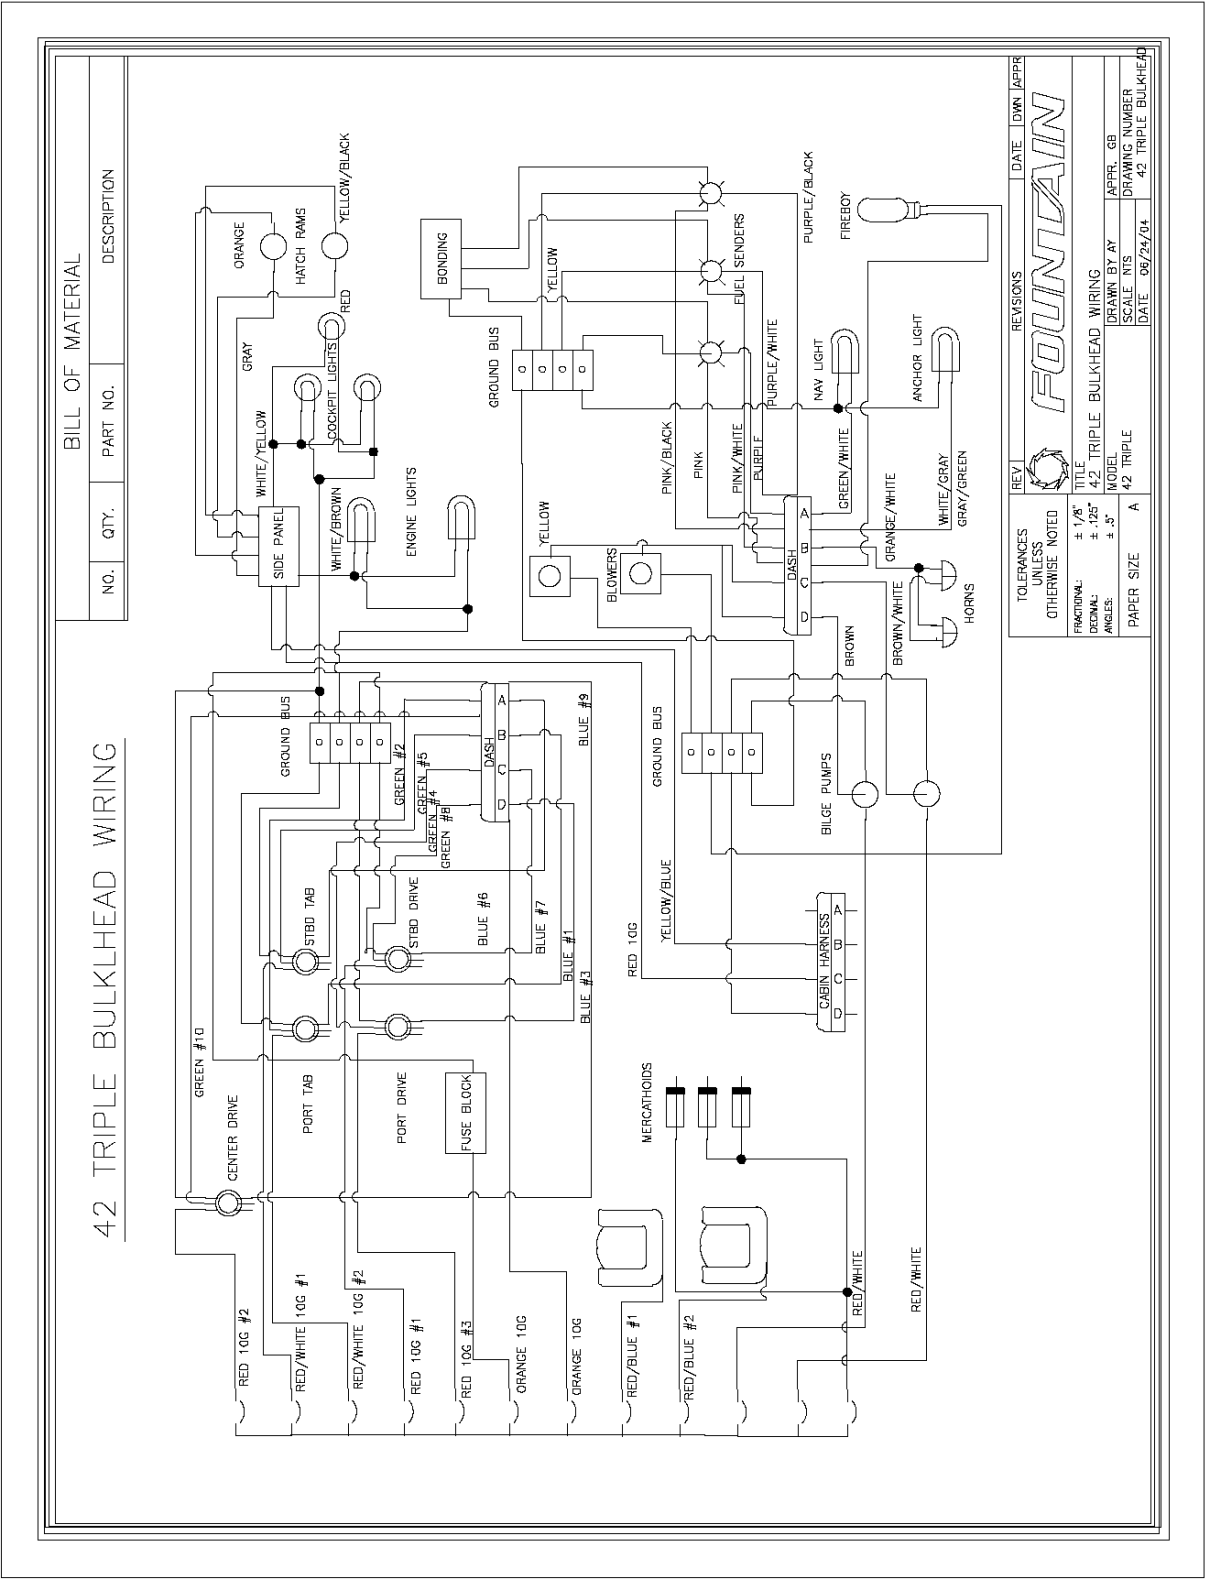 42 TRIPLE BULKHEAD WIRING
BILL OF MATERIAL
NO.
QTY.
PART NO.
DESCRIPTION
GREEN #10
CENTER DRIVE
RED 10G #2
RED/WHITE 10G #1
RED/WHITE 10G #2
RED 10G #1
RED 10G #3
ORANGE 10G
ORANGE 10G
RED/BLUE #1
RED/BLUE #2
RED/WHITE
RED/WHITE
PORT TAB
PORT DRIVE
FUSE BLOCK
STBD TAB
STBD DRIVE
GROUND BUS
GREEN #2
GREEN #5
GREEN #4
GREEN #8
DASH
A
B
C
D
BLUE #9
BLUE #6
BLUE #7
BLUE #1
BLUE #3
SIDE PANEL
WHITE/YELLOW
WHITE/BROWN
ENGINE LIGHTS
COCKPIT LIGHTS
GRAY
RED
ORANGE
HATCH RAMS
YELLOW/BLACK
BONDING
GROUND BUS
YELLOW
FUEL SENDERS
PURPLE/BLACK
PURPLE/WHITE
PINK/BLACK
PINK
PINK/WHITE
PURPLE
YELLOW
BLOWERS
DASH
A
B
C
D
NAV LIGHT
ANCHOR LIGHT
FIREBOY
GREEN/WHITE
ORANGE/WHITE
WHITE/GRAY
GRAY/GREEN
HORNS
BROWN
BROWN/WHITE
GROUND BUS
BILGE PUMPS
YELLOW/BLUE
RED 10G
CABIN HARNESS
A
B
C
D
MERCATHOIDS
TOLERANCES
UNLESS
OTHERWISE NOTED
FRACTIONAL: ± 1/8"
DECIMAL: ± .125"
ANGLES: ± .5°
PAPER SIZE A
REV
REVISIONS
DATE
DWN
APPR
FOUNTAIN
TITLE
42 TRIPLE BULKHEAD WIRING
MODEL
42 TRIPLE
DRAWN BY AY
APPR. GB
SCALE NTS
DATE 06/24/04
DRAWING NUMBER
42 TRIPLE BULKHEAD